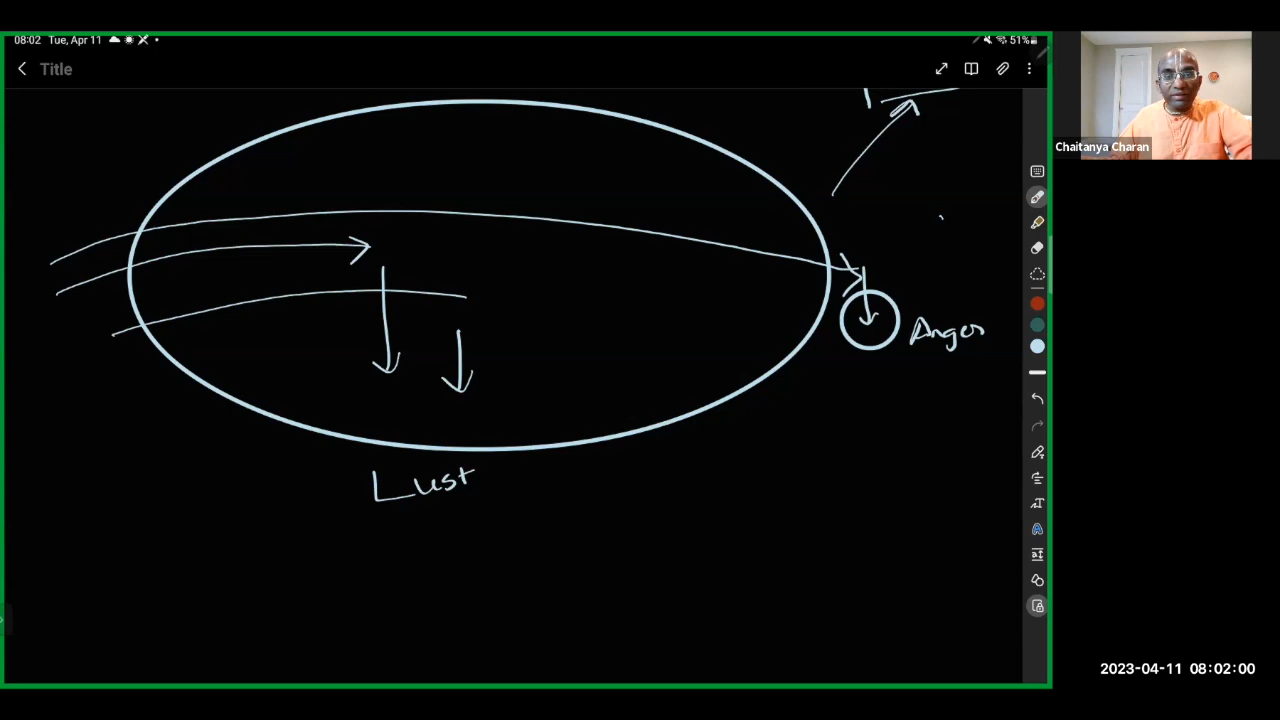 08:02 Tue, Apr 11
51%
Title
Chaitanya Charan
Anger
Lust
2023-04-11 08:02:00